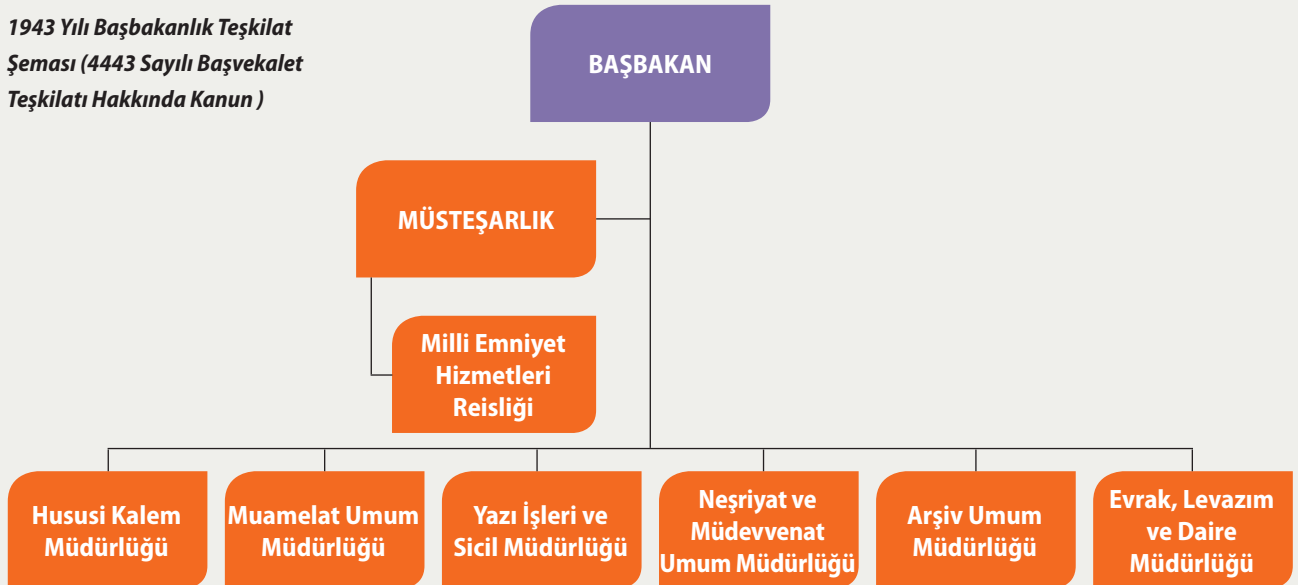 1943 Yılı Başbakanlık Teşkilat
Şeması (4443 Sayılı Başvekalet
Teşkilatı Hakkında Kanun )
BAŞBAKAN
MÜSTEŞARLIK
Milli Emniyet
Hizmetleri
Reisliği
Hususi Kalem
Müdürlüğü
Muamelat Umum
Müdürlüğü
Yazı İşleri ve
Sicil Müdürlüğü
Neşriyat ve
Müdevvenat
Umum Müdürlüğü
Arşiv Umum
Müdürlüğü
Evrak, Levazım
ve Daire
Müdürlüğü